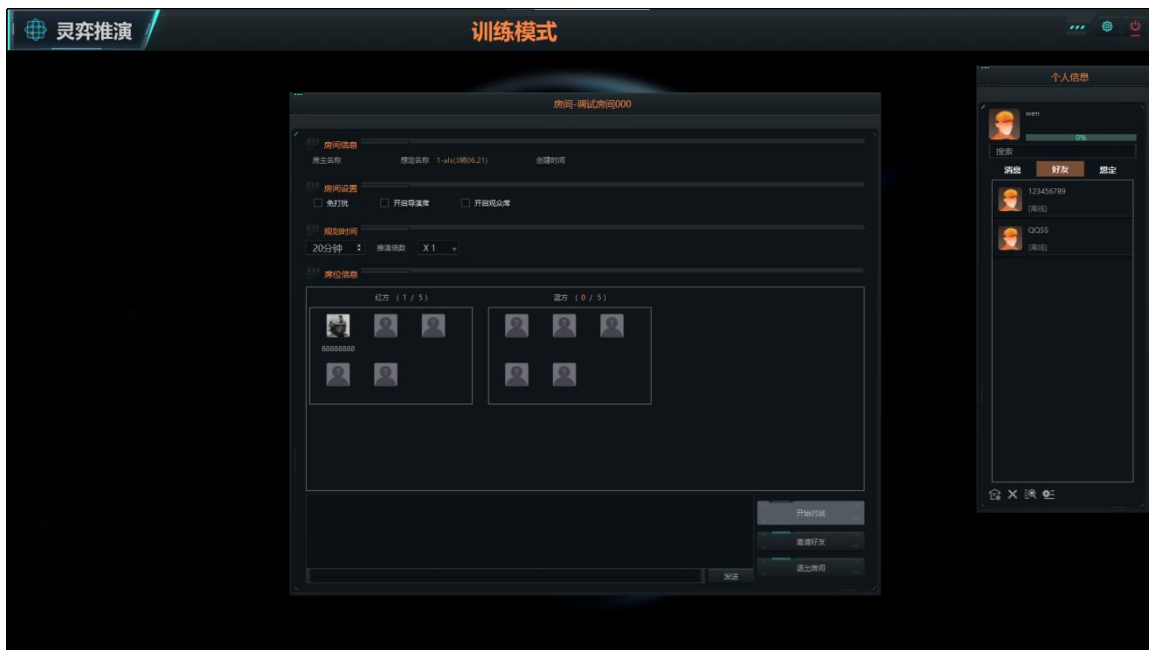 灵弈推演
训练模式
个人信息
房间-调试房间000
wen
0%
搜索
消息 好友 想定
123456789
[离线]
QQSS
[离线]
房间信息
房主名称 想定名称 1-als(3稿06.21) 创建时间
房间设置
免打扰 开启导演席 开启观众席
规划时间
20分钟 推演倍数 X 1
席位信息
红方 (1 / 5) 蓝方 (0 / 5)
88888888
开始对战
邀请好友
退出房间
发送